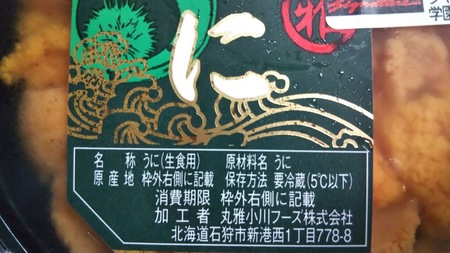 に
雅
Signature
学園
名 称 うに(生食用) 原材料名 うに
原産地 枠外右側に記載 保存方法 要冷蔵(5℃以下)
消費期限 枠外右側に記載
加工者 丸雅小川フーズ株式会社
北海道石狩市新港西1丁目778-8